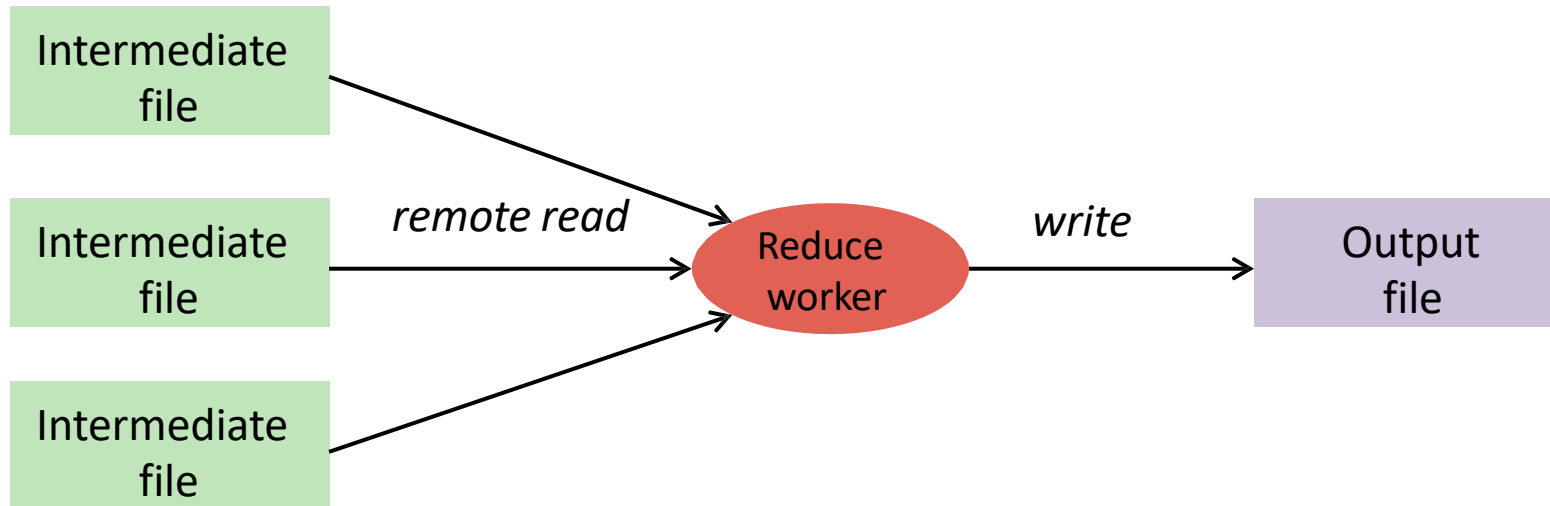 Intermediate
file
Intermediate
file
remote read
Reduce
worker
write
Output
file
Intermediate
file